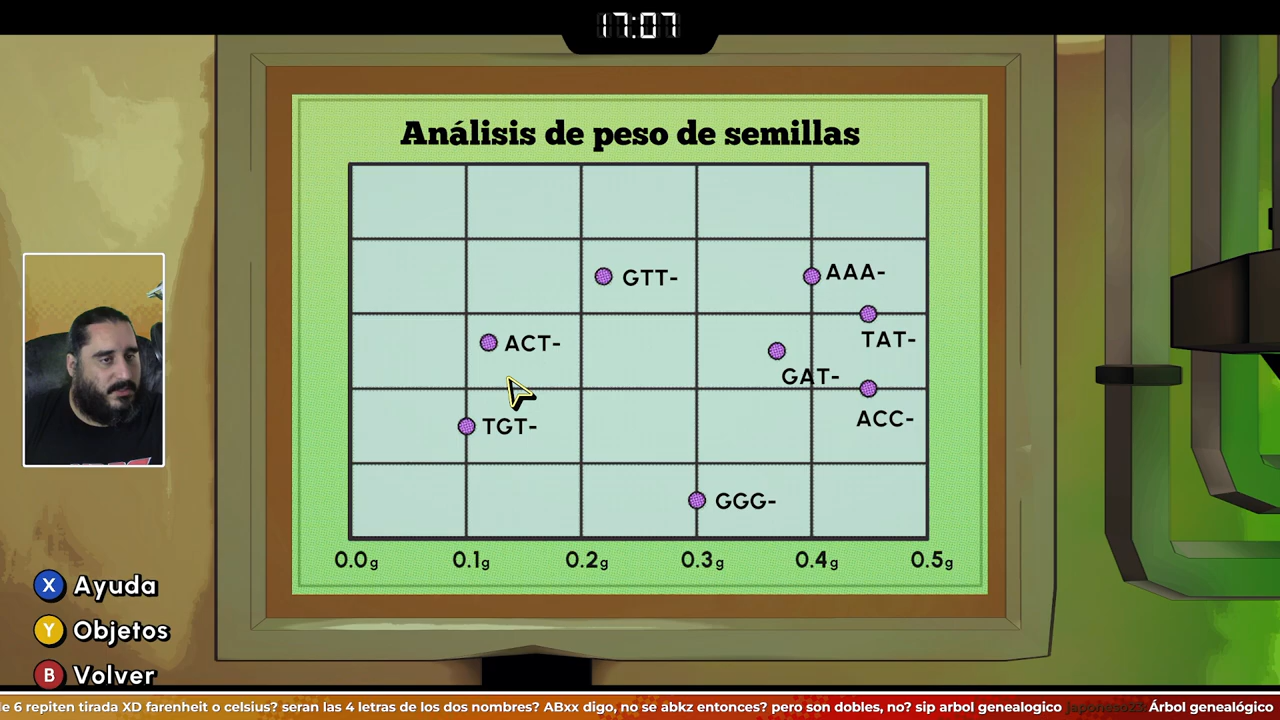 17:07
Análisis de peso de semillas
GTT-
AAA-
TAT-
ACT-
GAT-
ACC-
TGT-
GGG-
0.0g 0.1g 0.2g 0.3g 0.4g 0.5g
X Ayuda
Y Objetos
B Volver
le 6 repiten tirada XD farenheit o celsius? seran las 4 letras de los dos nombres? ABxx digo, no se abkz entonces? pero son dobles, no? sip arbol genealogico japoneso23: Árbol genealógico